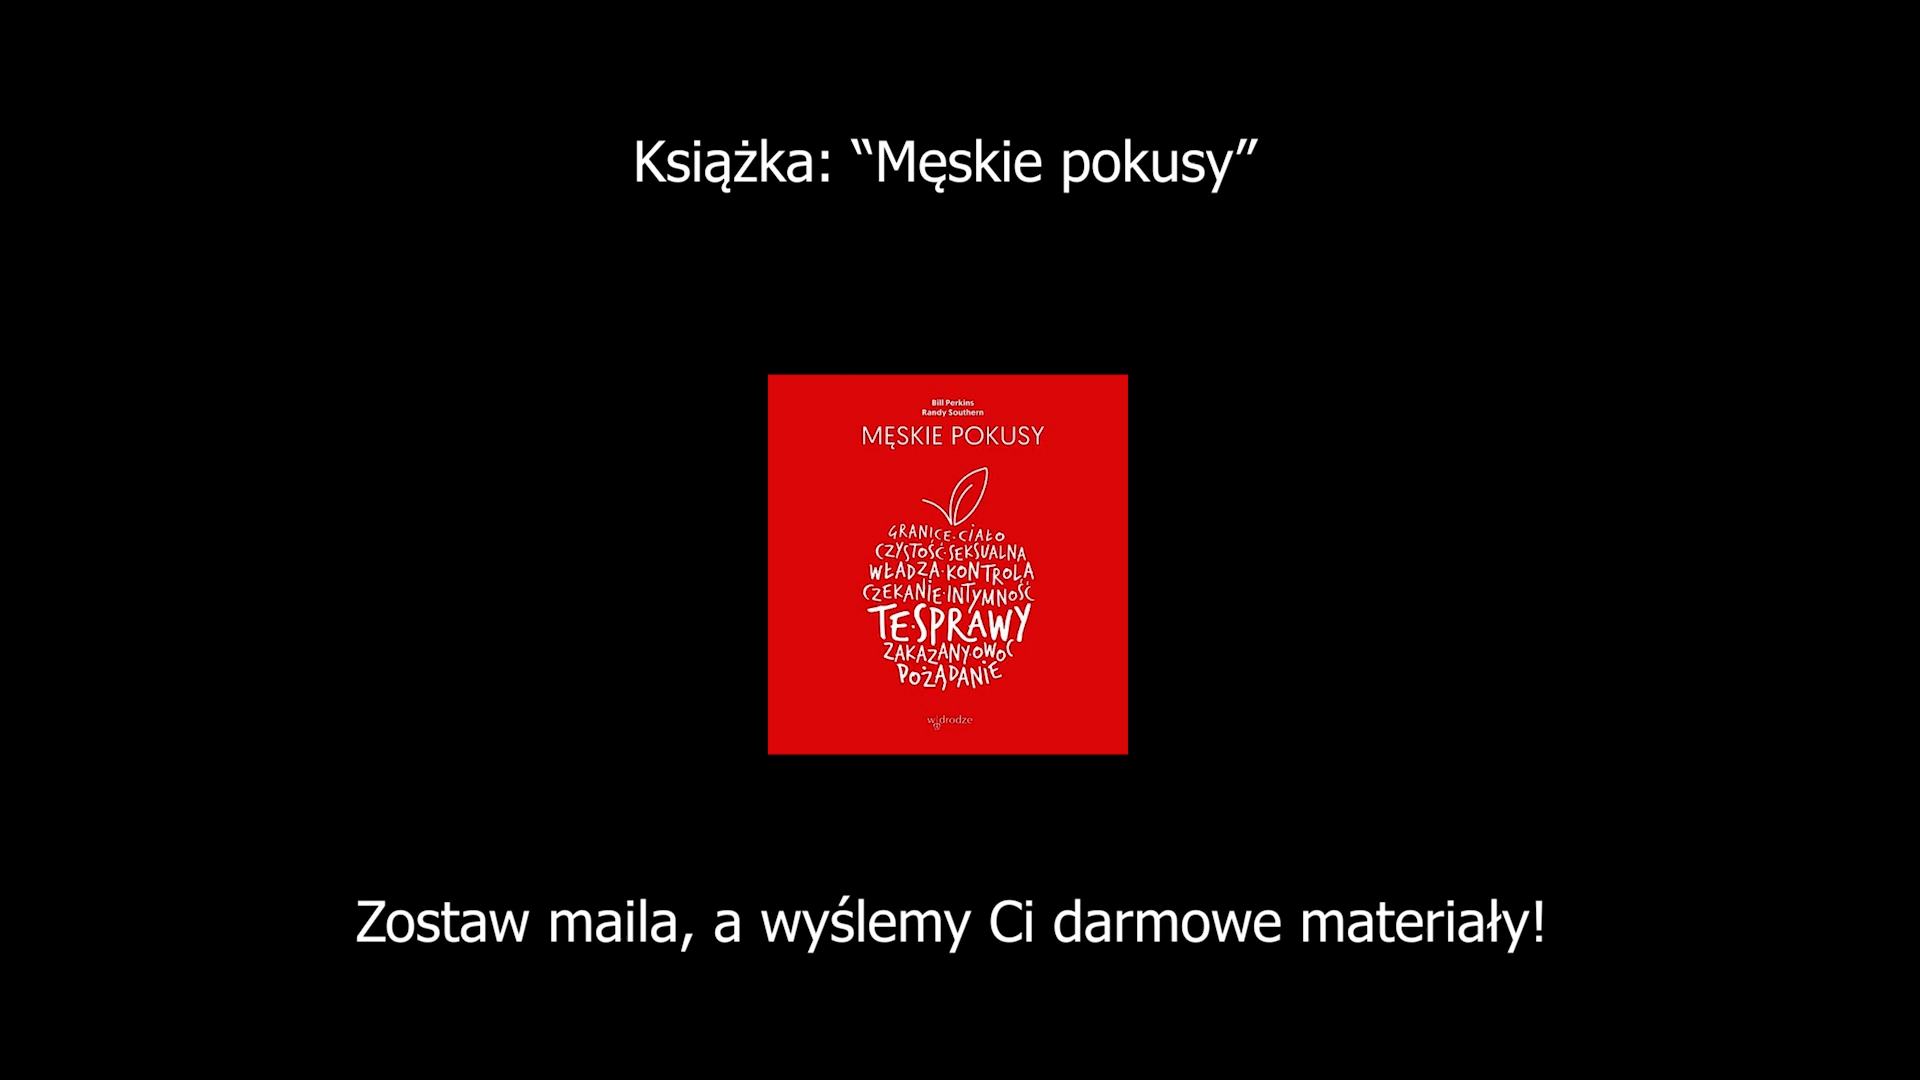 Książka: “Męskie pokusy”
Bill Perkins
Randy Southern
MĘSKIE POKUSY
GRANICE·CIAŁO
CZYSTOŚĆ·SEKSUALNA
WŁADZA·KONTROLA
CZEKANIE·INTYMNOŚĆ
TE·SPRAWY
ZAKAZANY·OWOC
POŻĄDANIE
w drodze
Zostaw maila, a wyślemy Ci darmowe materiały!